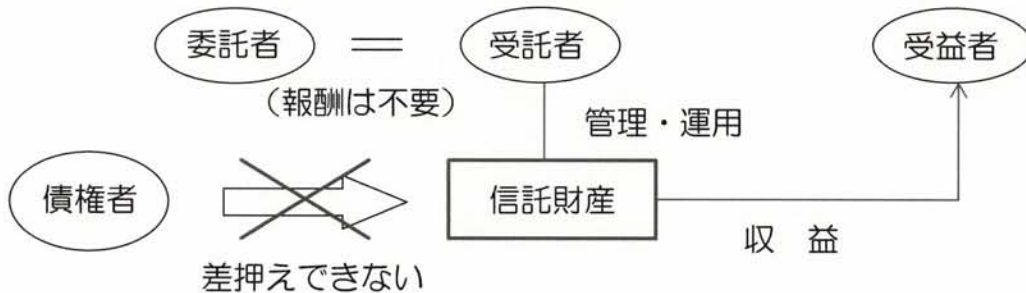 委託者 = 受託者 受益者
(報酬は不要)
管理・運用
債権者 信託財産
収 益
差押えできない